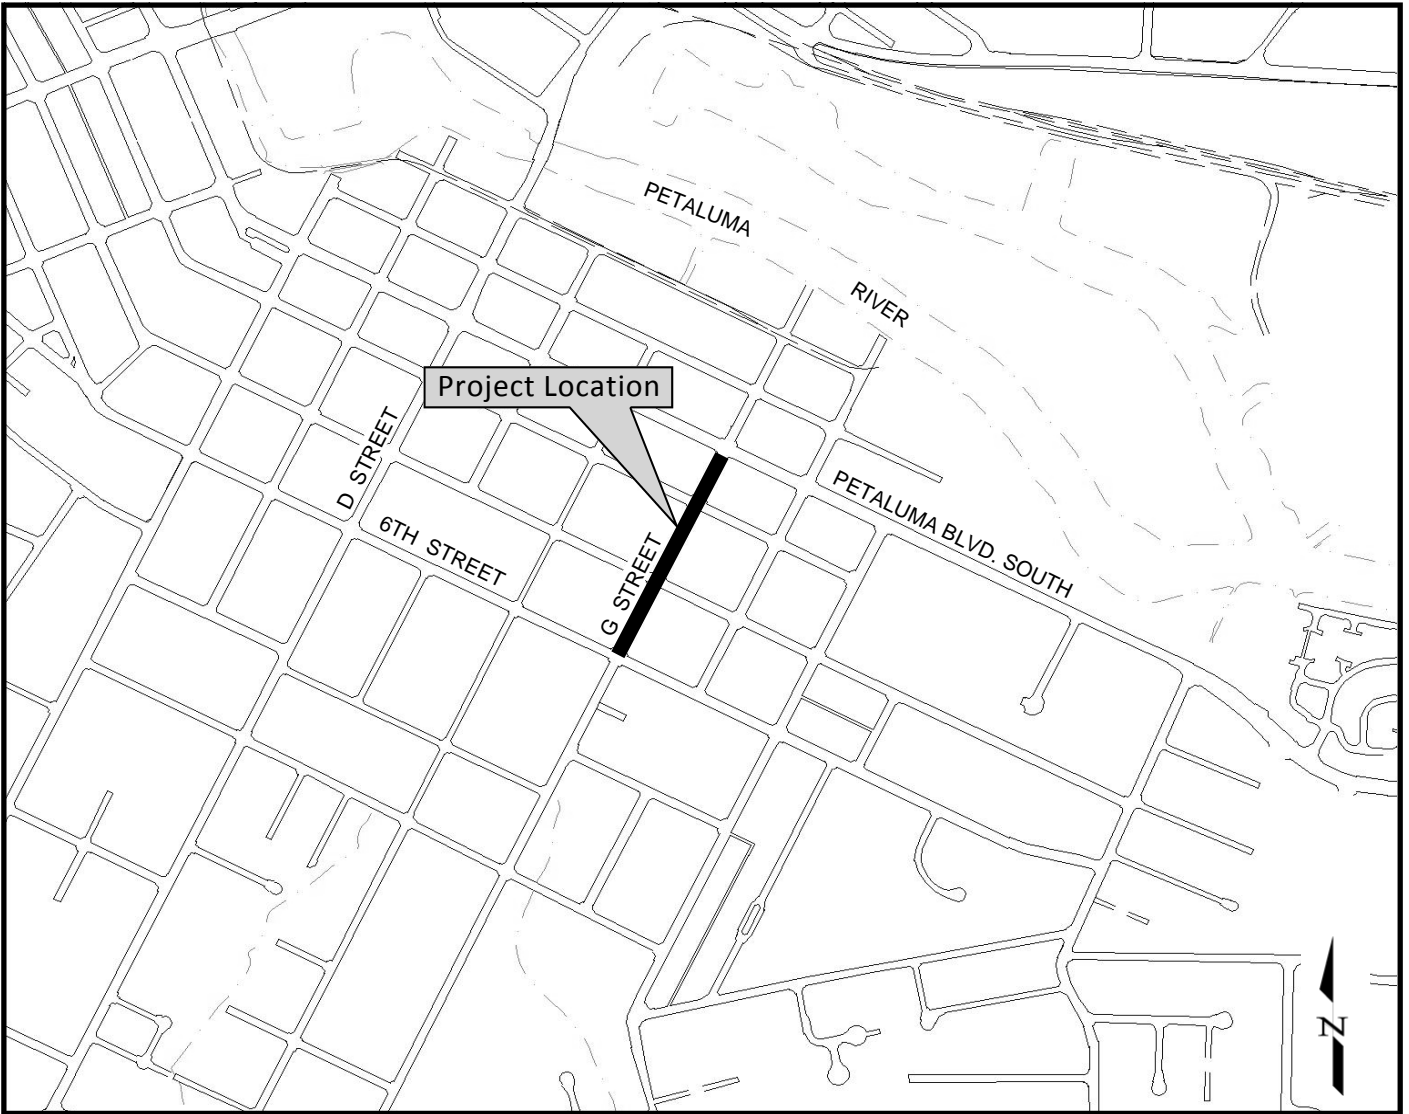 PETALUMA
RIVER
Project Location
D STREET
6TH STREET
G STREET
PETALUMA BLVD. SOUTH
N